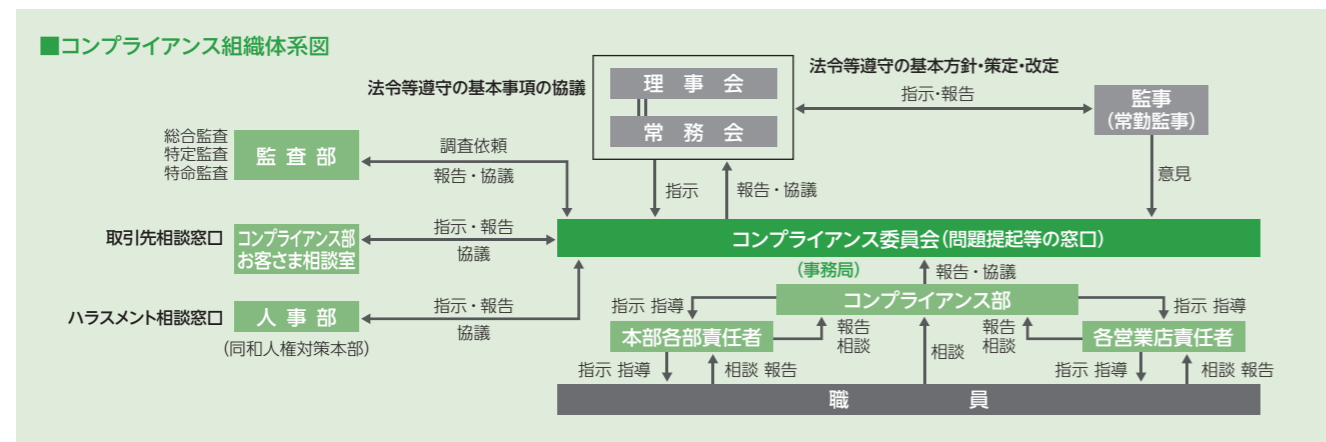 ■コンプライアンス組織体系図
法令等遵守の基本事項の協議
理事会
常務会
法令等遵守の基本方針・策定・改定
指示・報告
監事
(常勤監事)
総合監査
特定監査
特命監査
監査部
調査依頼
報告・協議
指示
報告・協議
意見
取引先相談窓口
コンプライアンス部
お客さま相談室
指示・報告
協議
コンプライアンス委員会(問題提起等の窓口)
(事務局)
報告・協議
コンプライアンス部
ハラスメント相談窓口
人事部
(同和人権対策本部)
指示・報告
協議
指示 指導
本部各部責任者
報告
相談
相談
報告
相談
指示 指導
各営業店責任者
指示 指導
相談 報告
指示 指導
相談 報告
職員